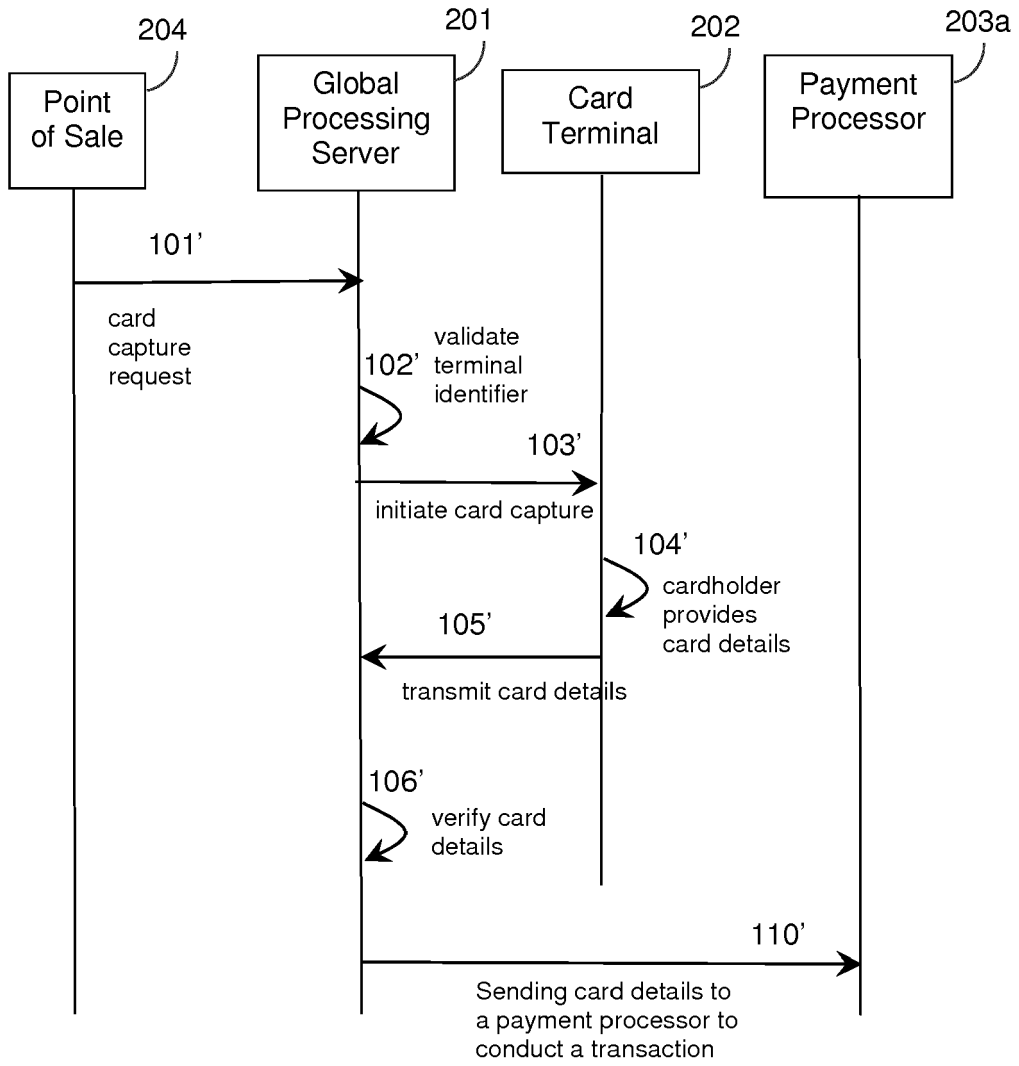 204
201
202
203a
Point
of Sale
Global
Processing
Server
Card
Terminal
Payment
Processor
101’
card
capture
request
102’
validate
terminal
identifier
103’
initiate card capture
104’
cardholder
provides
card details
105’
transmit card details
106’
verify card
details
110’
Sending card details to
a payment processor to
conduct a transaction